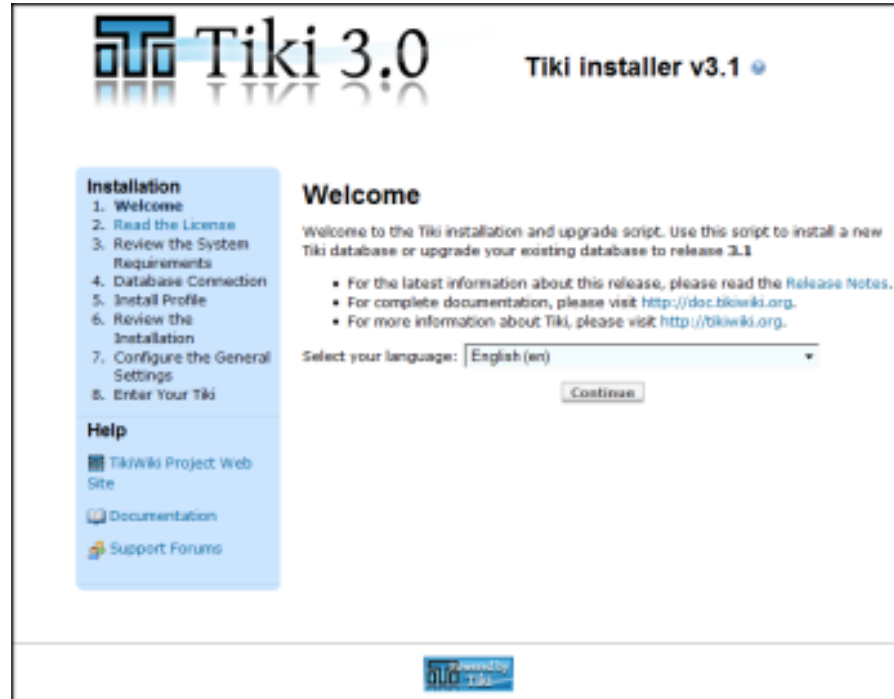 Tiki 3.0
Tiki installer v3.1
Installation
1. Welcome
2. Read the License
3. Review the System
Requirements
4. Database Connection
5. Install Profile
6. Review the
Installation
7. Configure the General
Settings
8. Enter Your Tiki
Help
TikiWiki Project Web
Site
Documentation
Support Forums
Welcome
Welcome to the Tiki installation and upgrade script. Use this script to install a new
Tiki database or upgrade your existing database to release 3.1
• For the latest information about this release, please read the Release Notes.
• For complete documentation, please visit http://doc.tikiwiki.org.
• For more information about Tiki, please visit http://tikiwiki.org.
Select your language: English (en)
Continue
Powered by
Tiki